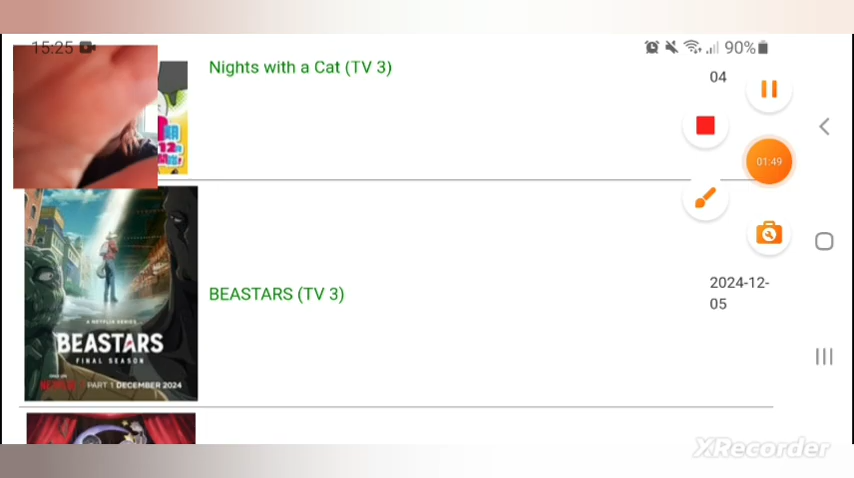 15:25
90%
Nights with a Cat (TV 3)
04
01:49
BEASTARS (TV 3)
2024-12-
05
A NETFLIX SERIES
BEASTARS
FINAL SEASON
NETFLIX PART 1 DECEMBER 2024
XRecorder